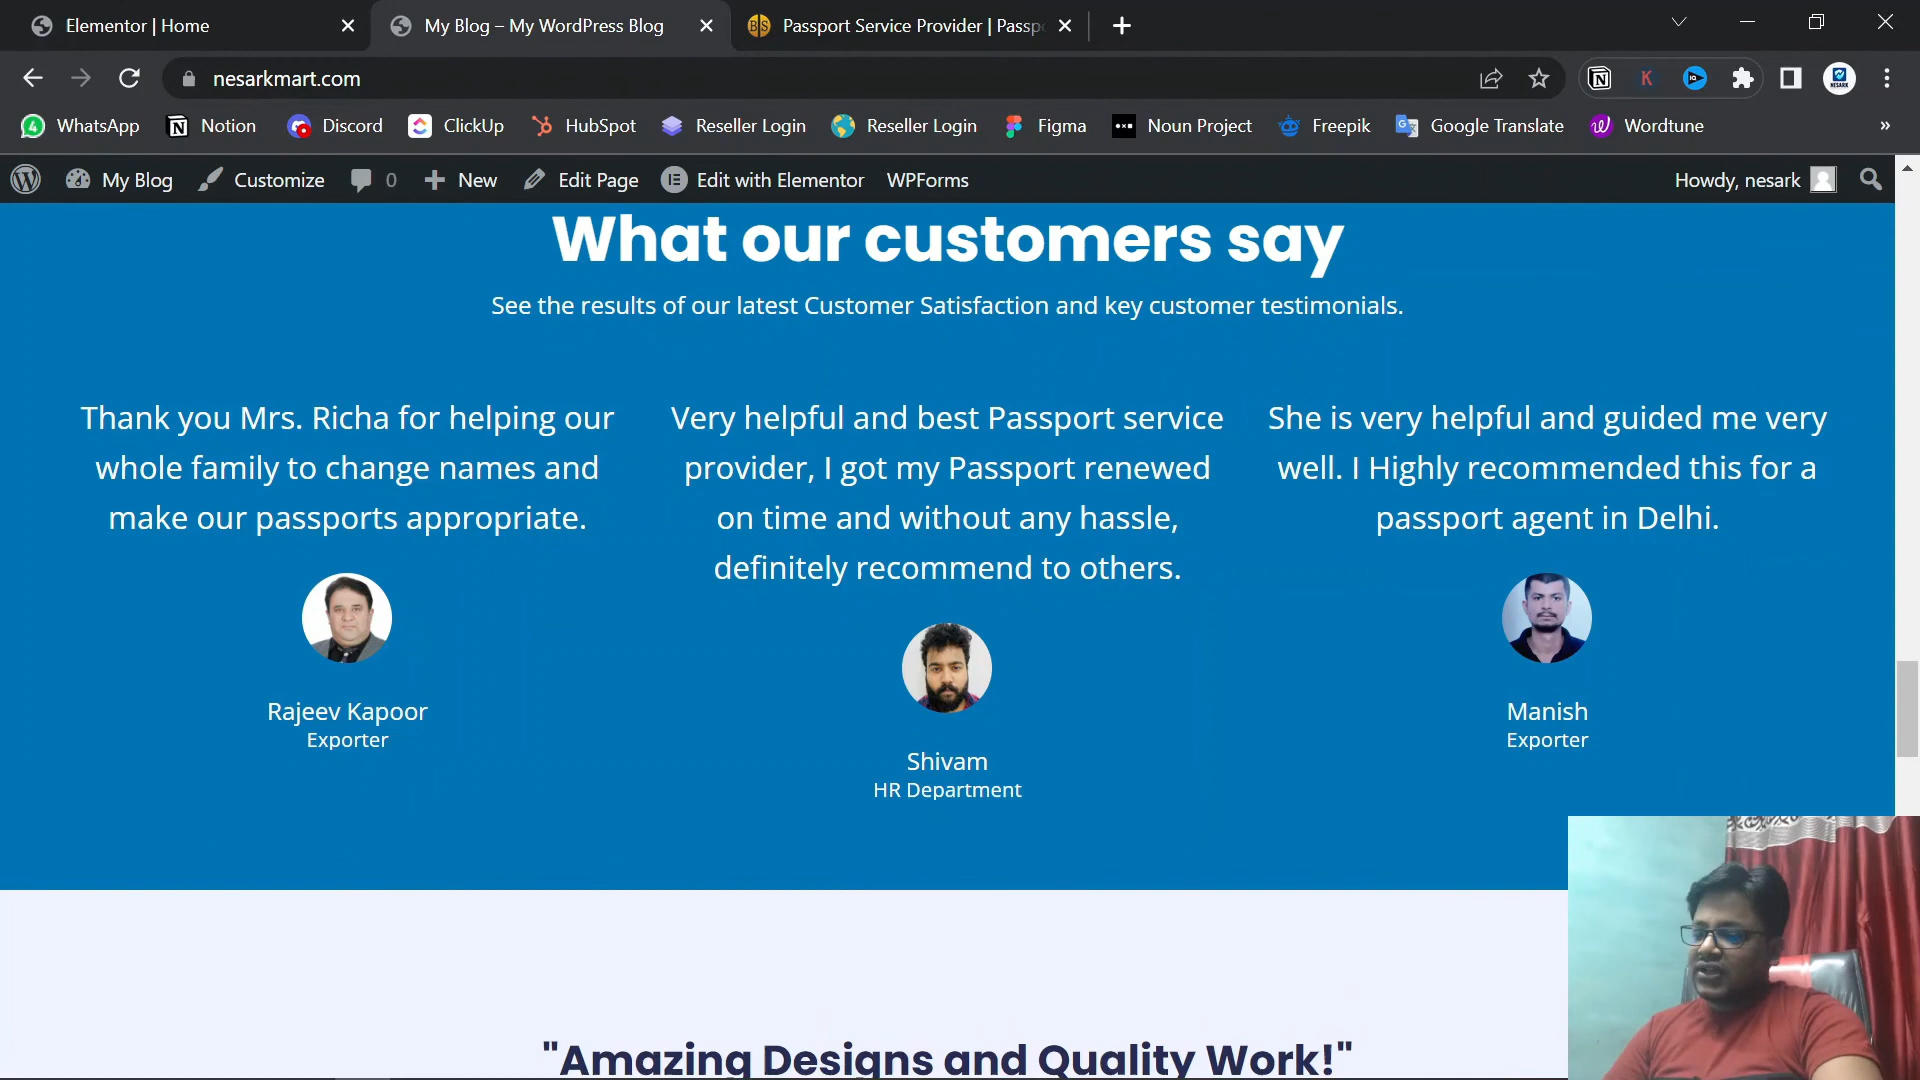 Elementor | Home
My Blog – My WordPress Blog
Passport Service Provider | Passp
nesarkmart.com
WhatsApp
Notion
Discord
ClickUp
HubSpot
Reseller Login
Reseller Login
Figma
Noun Project
Freepik
Google Translate
Wordtune
My Blog
Customize
0
New
Edit Page
Edit with Elementor
WPForms
Howdy, nesark
What our customers say
See the results of our latest Customer Satisfaction and key customer testimonials.
Thank you Mrs. Richa for helping our
whole family to change names and
make our passports appropriate.
Rajeev Kapoor
Exporter
Very helpful and best Passport service
provider, I got my Passport renewed
on time and without any hassle,
definitely recommend to others.
Shivam
HR Department
She is very helpful and guided me very
well. I Highly recommended this for a
passport agent in Delhi.
Manish
Exporter
"Amazing Designs and Quality Work!"